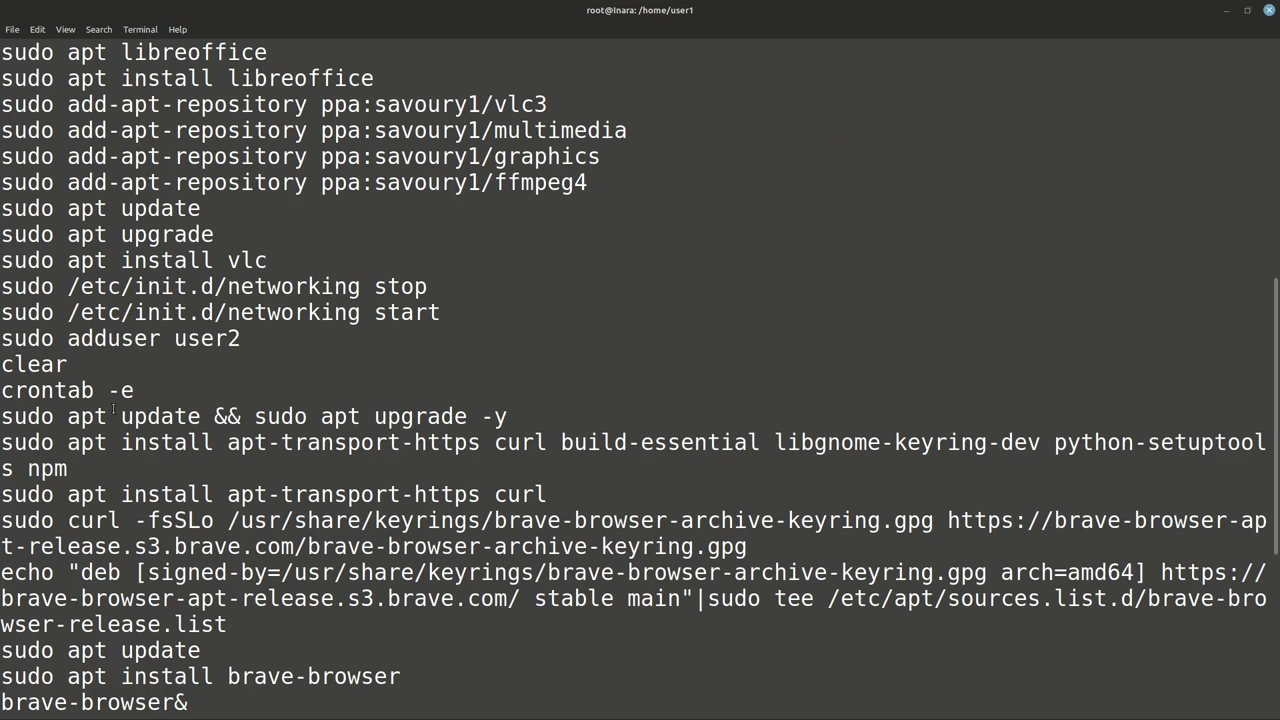 root@Inara: /home/user1
File Edit View Search Terminal Help
sudo apt libreoffice
sudo apt install libreoffice
sudo add-apt-repository ppa:savoury1/vlc3
sudo add-apt-repository ppa:savoury1/multimedia
sudo add-apt-repository ppa:savoury1/graphics
sudo add-apt-repository ppa:savoury1/ffmpeg4
sudo apt update
sudo apt upgrade
sudo apt install vlc
sudo /etc/init.d/networking stop
sudo /etc/init.d/networking start
sudo adduser user2
clear
crontab -e
sudo apt update && sudo apt upgrade -y
sudo apt install apt-transport-https curl build-essential libgnome-keyring-dev python-setuptool
s npm
sudo apt install apt-transport-https curl
sudo curl -fsSLo /usr/share/keyrings/brave-browser-archive-keyring.gpg https://brave-browser-ap
t-release.s3.brave.com/brave-browser-archive-keyring.gpg
echo "deb [signed-by=/usr/share/keyrings/brave-browser-archive-keyring.gpg arch=amd64] https://
brave-browser-apt-release.s3.brave.com/ stable main"|sudo tee /etc/apt/sources.list.d/brave-bro
wser-release.list
sudo apt update
sudo apt install brave-browser
brave-browser&